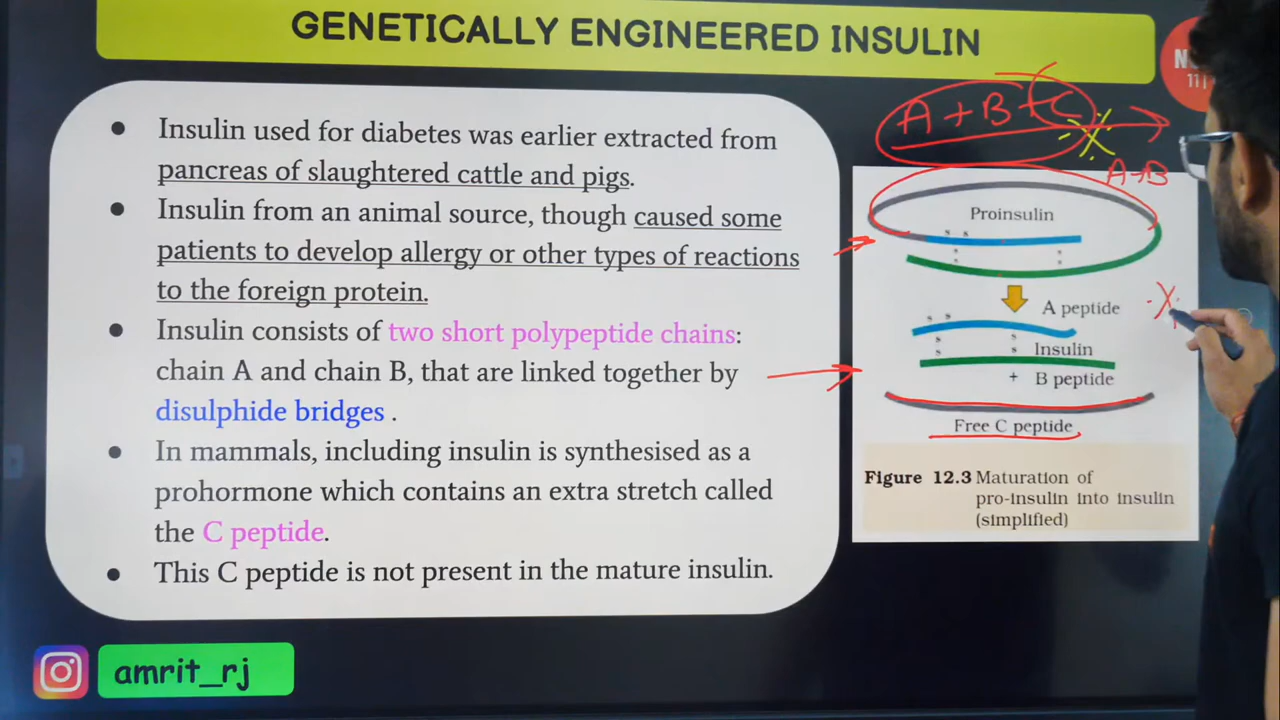 GENETICALLY ENGINEERED INSULIN
Insulin used for diabetes was earlier extracted from
pancreas of slaughtered cattle and pigs.
Insulin from an animal source, though caused some
patients to develop allergy or other types of reactions
to the foreign protein.
Insulin consists of two short polypeptide chains:
chain A and chain B, that are linked together by
disulphide bridges .
In mammals, including insulin is synthesised as a
prohormone which contains an extra stretch called
the C peptide.
This C peptide is not present in the mature insulin.
amrit_rj
A+B+C
A+B
Proinsulin
s s
A peptide
s s
Insulin
+ B peptide
Free C peptide
Figure 12.3 Maturation of
pro-insulin into insulin
(simplified)
11